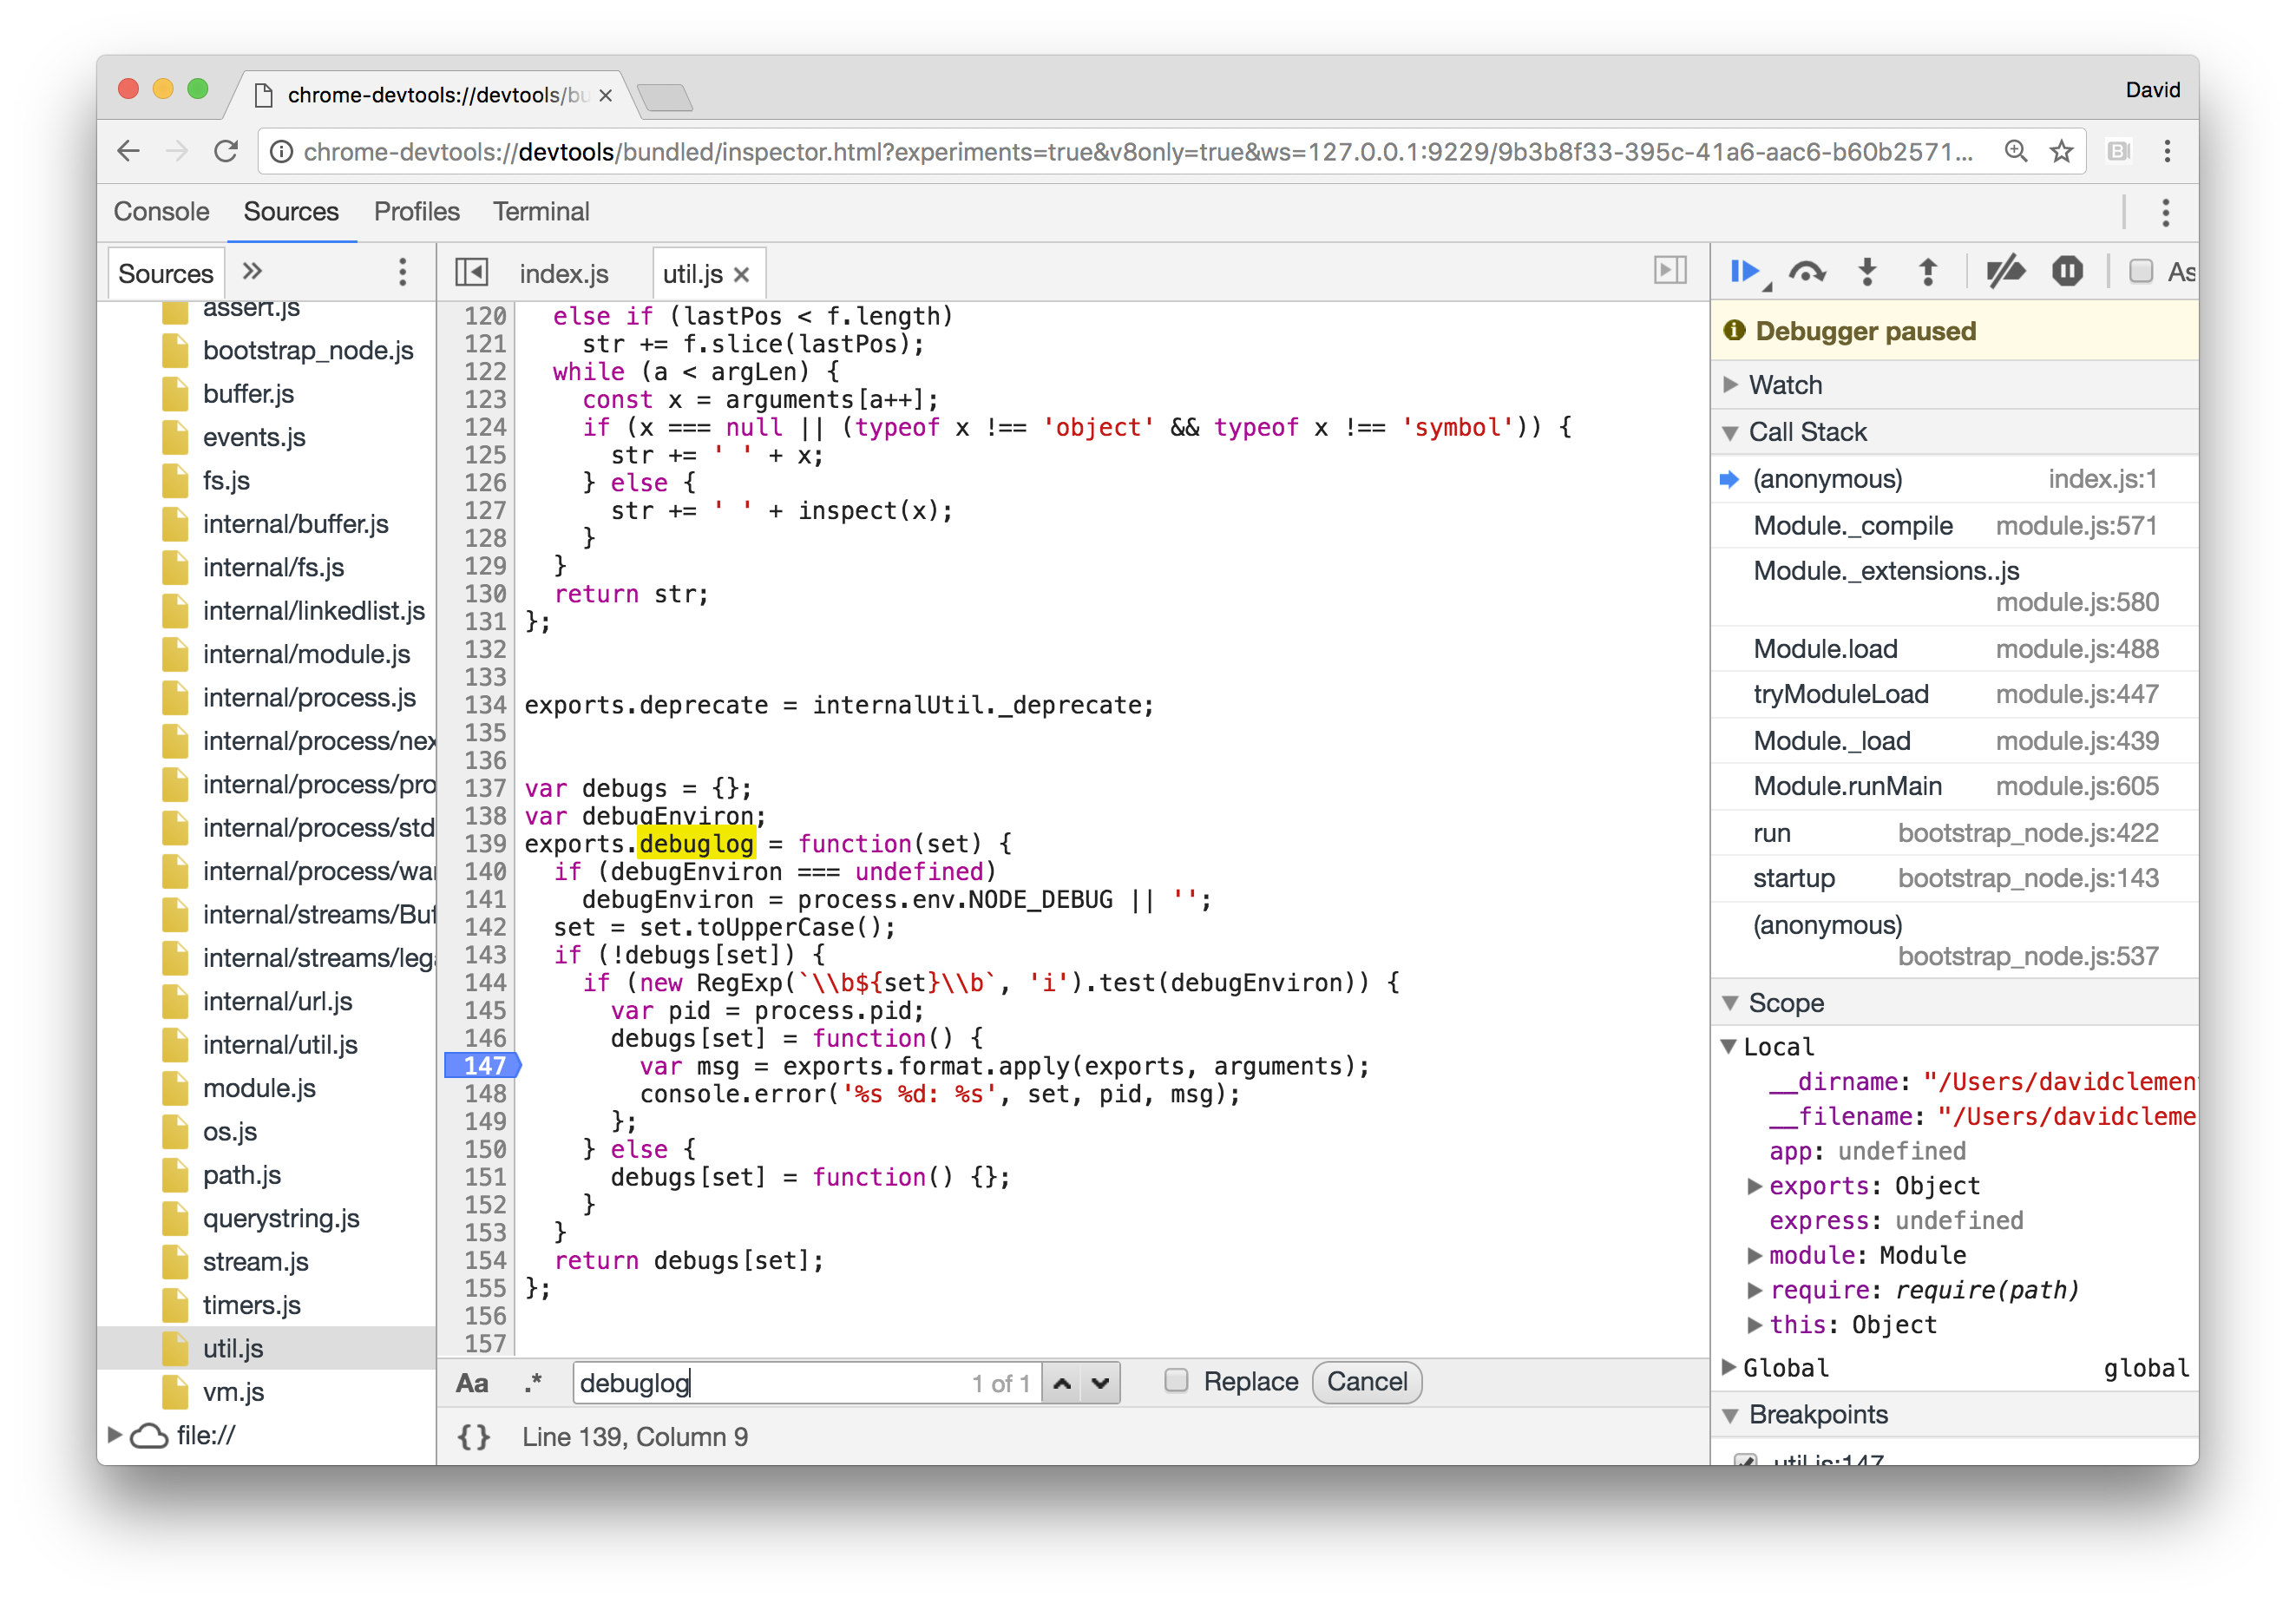 chrome-devtools://devtools/bu
David
chrome-devtools://devtools/bundled/inspector.html?experiments=true&v8only=true&ws=127.0.0.1:9229/9b3b8f33-395c-41a6-aac6-b60b2571...
Console Sources Profiles Terminal
Sources
assert.js
bootstrap_node.js
buffer.js
events.js
fs.js
internal/buffer.js
internal/fs.js
internal/linkedlist.js
internal/module.js
internal/process.js
internal/process/nex
internal/process/pro
internal/process/std
internal/process/wa
internal/streams/Buf
internal/streams/leg
internal/url.js
internal/util.js
module.js
os.js
path.js
querystring.js
stream.js
timers.js
util.js
vm.js
file://
index.js util.js
120 else if (lastPos < f.length)
121 str += f.slice(lastPos);
122 while (a < argLen) {
123 const x = arguments[a++];
124 if (x === null || (typeof x !== 'object' && typeof x !== 'symbol')) {
125 str += ' ' + x;
126 } else {
127 str += ' ' + inspect(x);
128 }
129 }
130 return str;
131 };
132
133
134 exports.deprecate = internalUtil._deprecate;
135
136
137 var debugs = {};
138 var debugEnviron;
139 exports.debuglog = function(set) {
140 if (debugEnviron === undefined)
141 debugEnviron = process.env.NODE_DEBUG || '';
142 set = set.toUpperCase();
143 if (!debugs[set]) {
144 if (new RegExp(`\\b${set}\\b`, 'i').test(debugEnviron)) {
145 var pid = process.pid;
146 debugs[set] = function() {
147 var msg = exports.format.apply(exports, arguments);
148 console.error('%s %d: %s', set, pid, msg);
149 };
150 } else {
151 debugs[set] = function() {};
152 }
153 }
154 return debugs[set];
155 };
156
157
Aa .* debuglog 1 of 1 Replace Cancel
{} Line 139, Column 9
As
Debugger paused
Watch
Call Stack
(anonymous) index.js:1
Module._compile module.js:571
Module._extensions..js
module.js:580
Module.load module.js:488
tryModuleLoad module.js:447
Module._load module.js:439
Module.runMain module.js:605
run bootstrap_node.js:422
startup bootstrap_node.js:143
(anonymous)
bootstrap_node.js:537
Scope
Local
__dirname: "/Users/davidclemen
__filename: "/Users/davidcleme
app: undefined
exports: Object
express: undefined
module: Module
require: require(path)
this: Object
Global global
Breakpoints
util.js:147